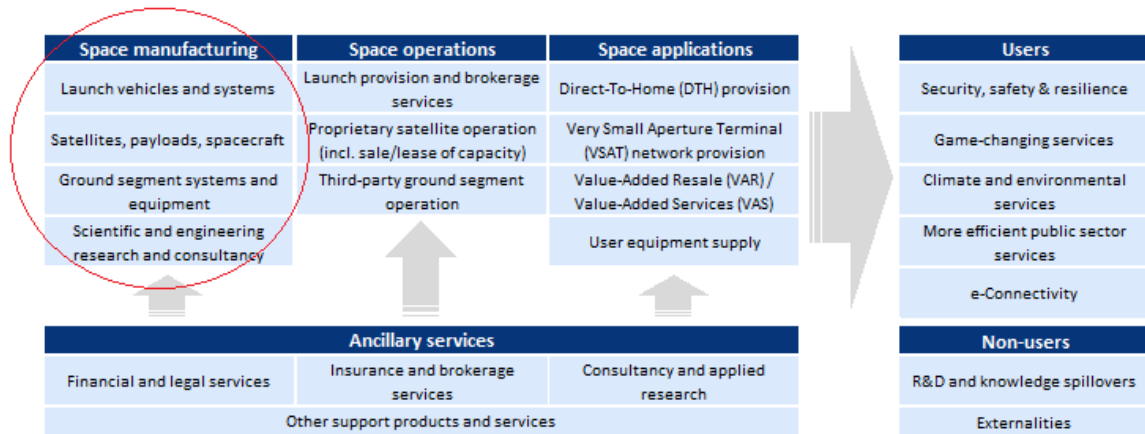 Space manufacturing
Launch vehicles and systems
Satellites, payloads, spacecraft
Ground segment systems and
equipment
Scientific and engineering
research and consultancy
Space operations
Launch provision and brokerage
services
Proprietary satellite operation
(incl. sale/lease of capacity)
Third-party ground segment
operation
Space applications
Direct-To-Home (DTH) provision
Very Small Aperture Terminal
(VSAT) network provision
Value-Added Resale (VAR) /
Value-Added Services (VAS)
User equipment supply
Users
Security, safety & resilience
Game-changing services
Climate and environmental
services
More efficient public sector
services
e-Connectivity
Ancillary services
Financial and legal services
Insurance and brokerage
services
Consultancy and applied
research
Other support products and services
Non-users
R&D and knowledge spillovers
Externalities